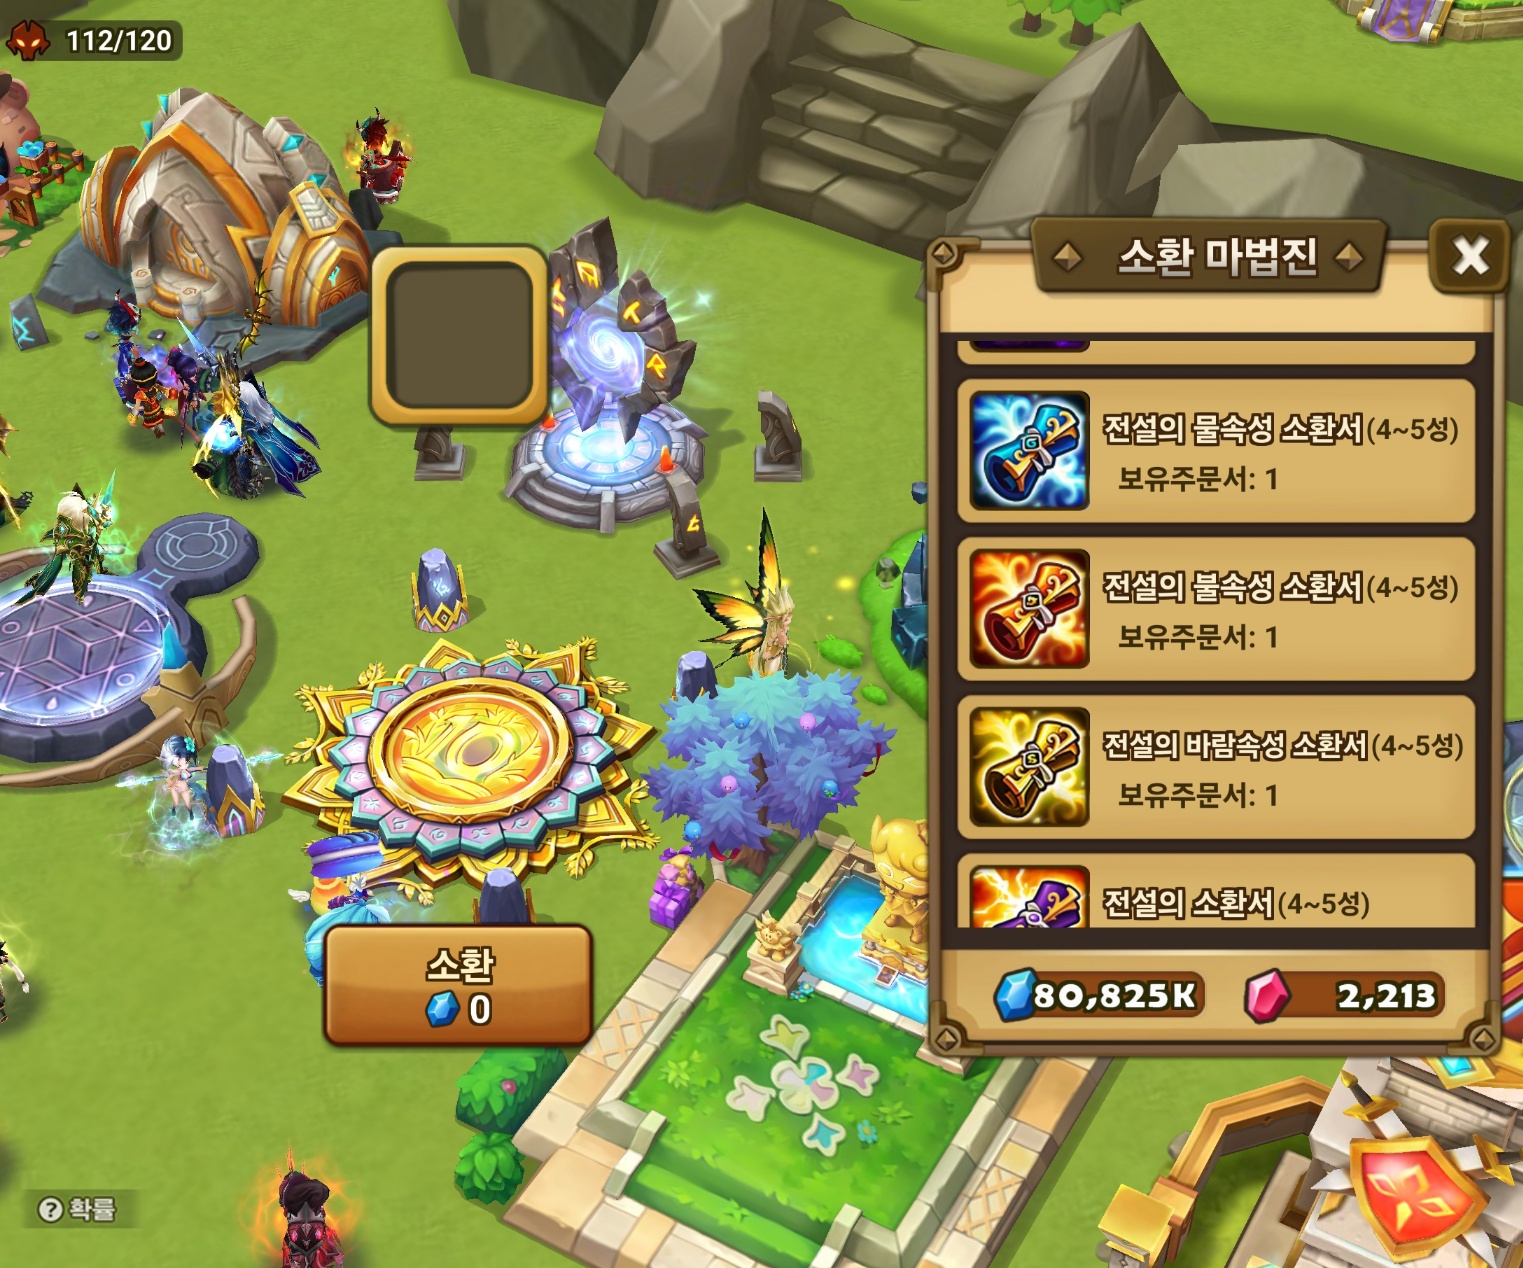 112/120
소환 마법진
전설의 물속성 소환서(4~5성)
보유주문서: 1
전설의 불속성 소환서(4~5성)
보유주문서: 1
전설의 바람속성 소환서(4~5성)
보유주문서: 1
전설의 소환서(4~5성)
80,825K
2,213
소환
0
? 확률